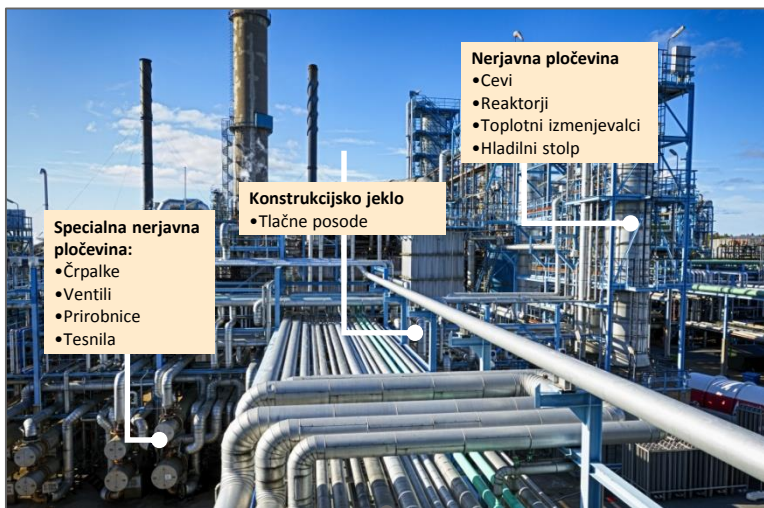 Nerjavna pločevina
•Cevi
•Reaktorji
•Toplotni izmenjevalci
•Hladilni stolp
Konstrukcijsko jeklo
•Tlačne posode
Specialna nerjavna
pločevina:
•Črpalke
•Ventili
•Prirobnice
•Tesnila